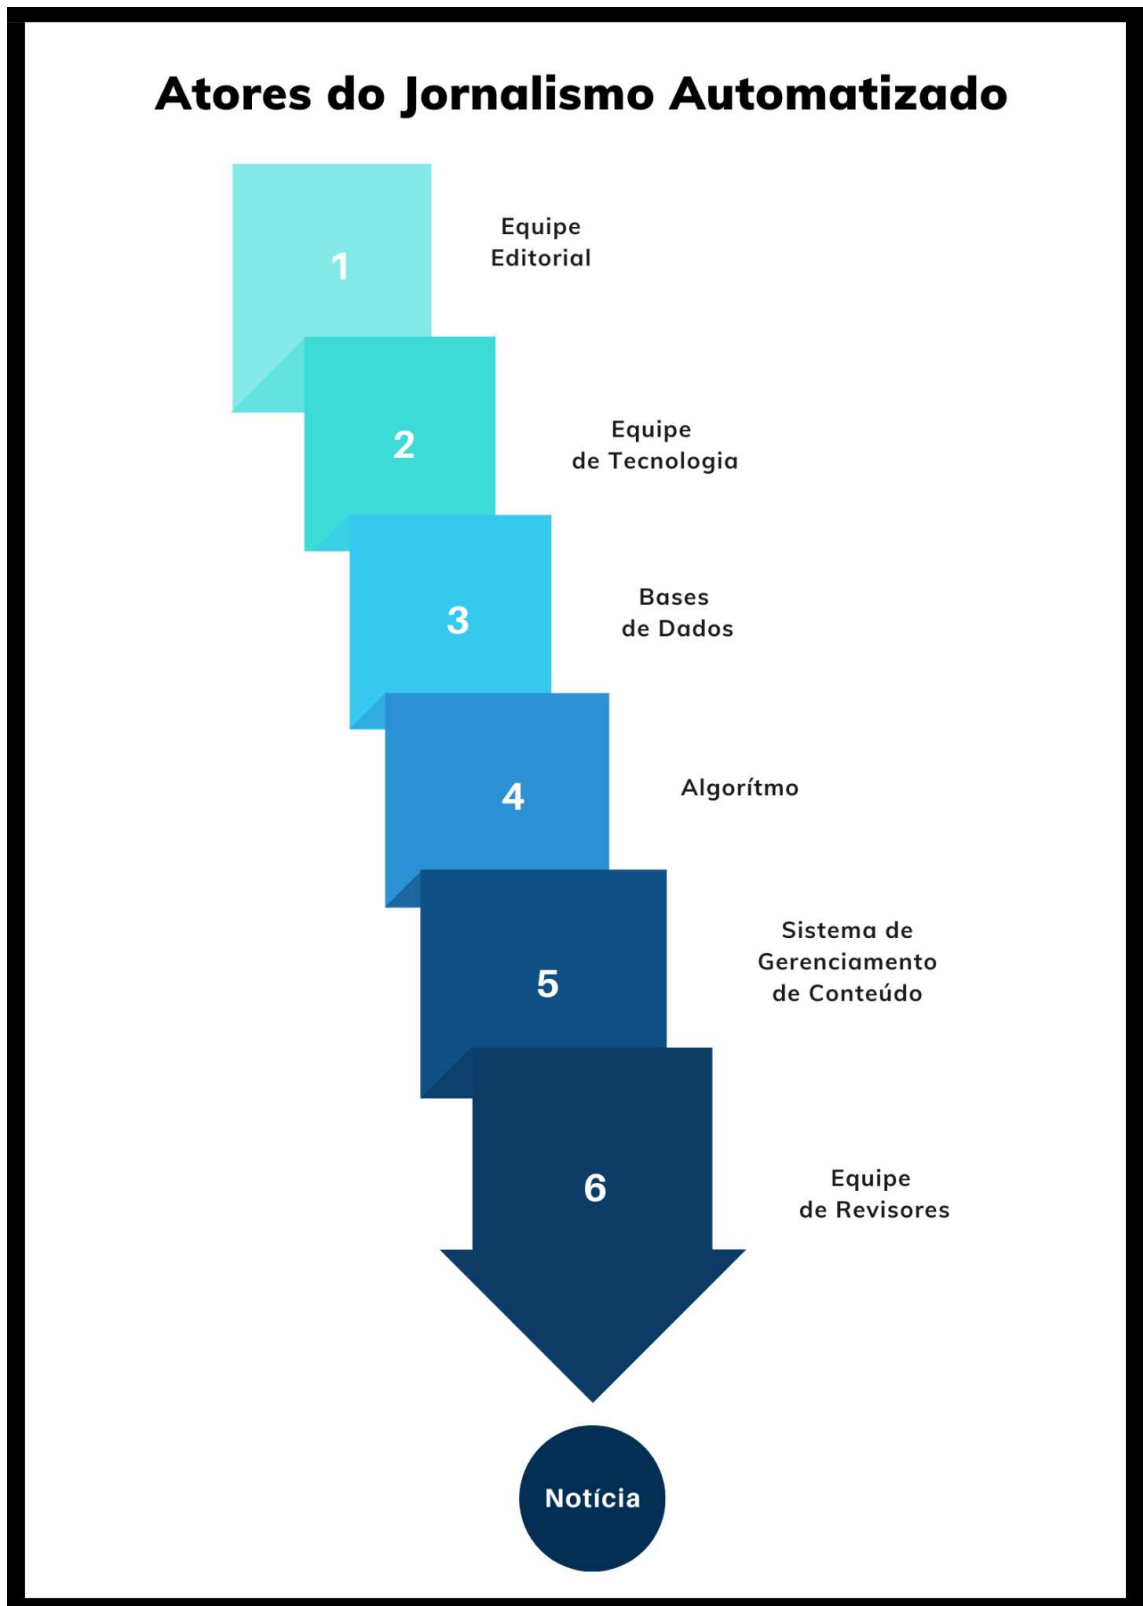 Atores do Jornalismo Automatizado
1
Equipe
Editorial
2
Equipe
de Tecnologia
3
Bases
de Dados
4
Algorítmo
5
Sistema de
Gerenciamento
de Conteúdo
6
Equipe
de Revisores
Notícia